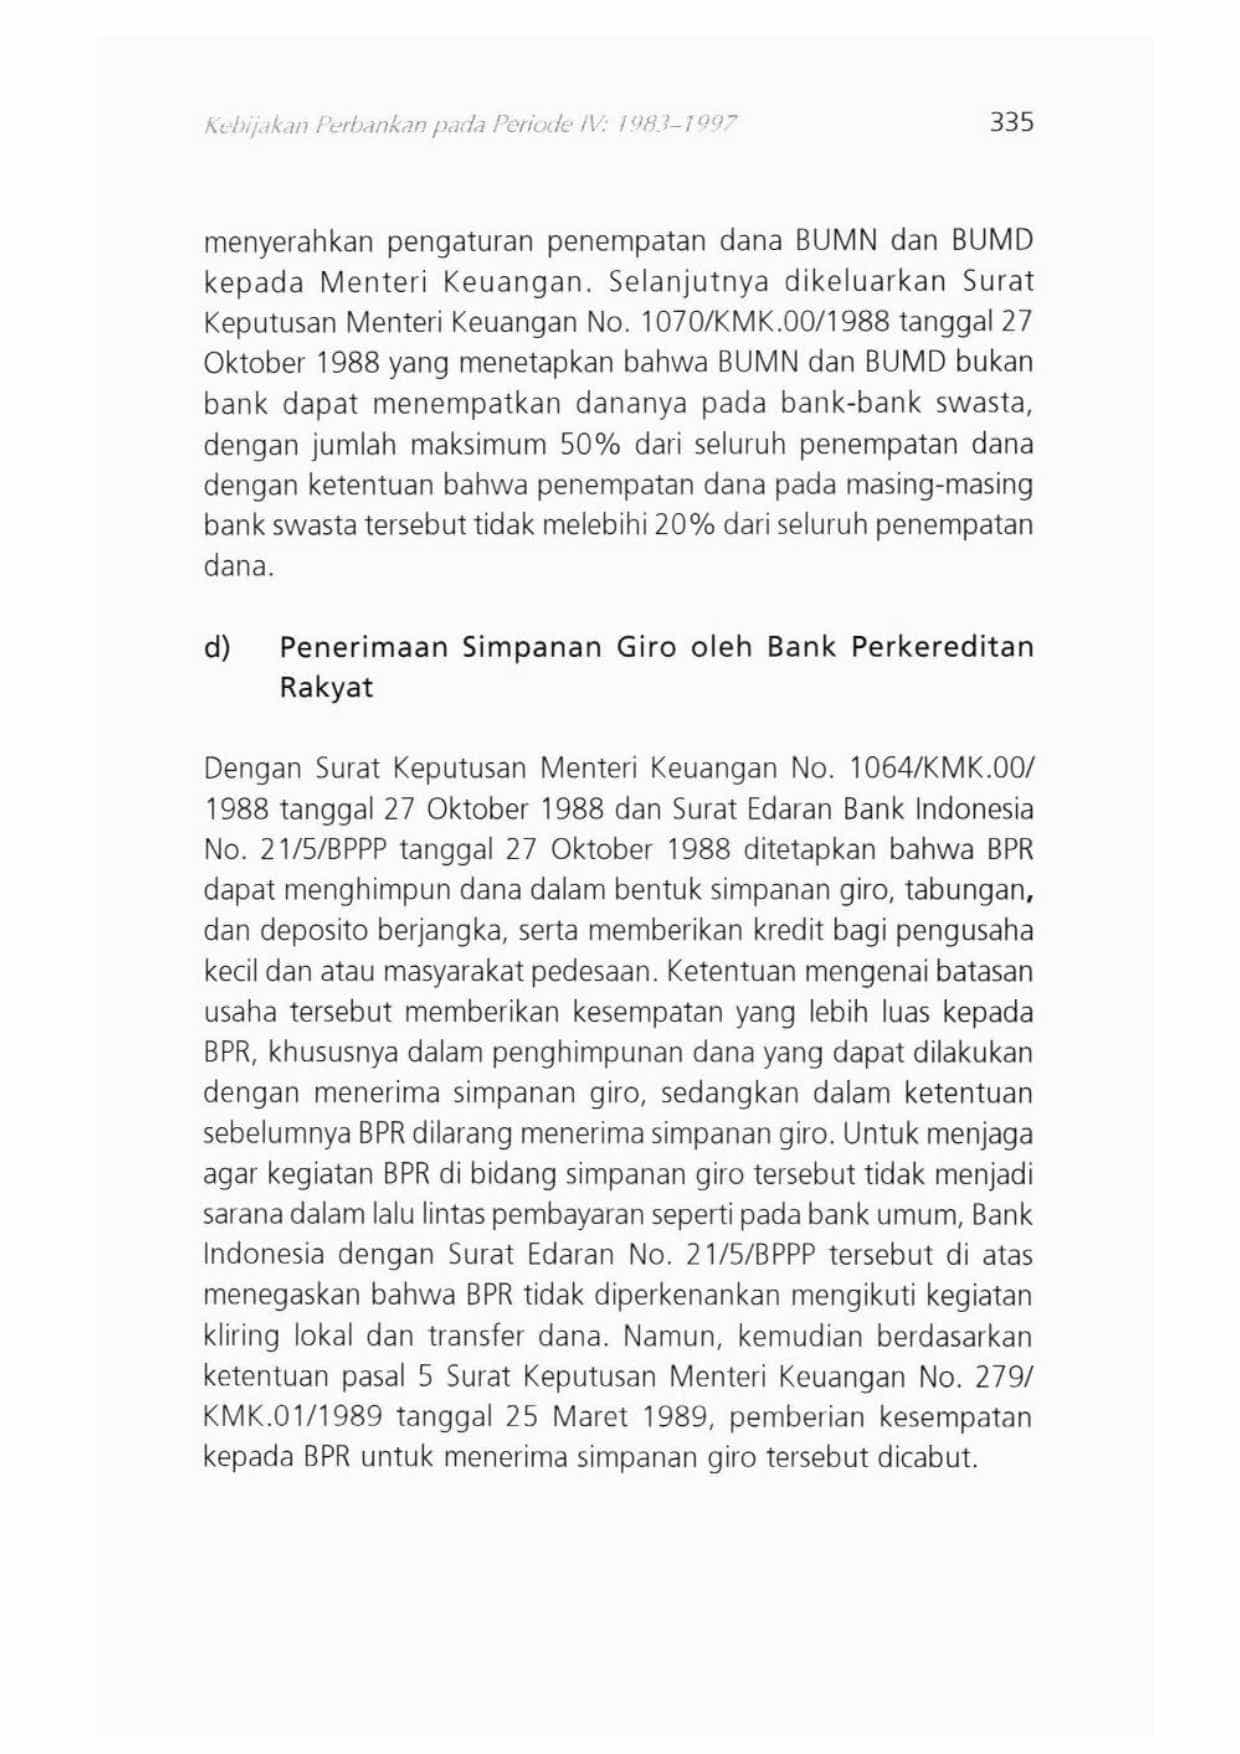 Kebijakan Perbankan pada Periode IV: 1983–1997 335
menyerahkan pengaturan penempatan dana BUMN dan BUMD
kepada Menteri Keuangan. Selanjutnya dikeluarkan Surat
Keputusan Menteri Keuangan No. 1070/KMK.00/1988 tanggal 27
Oktober 1988 yang menetapkan bahwa BUMN dan BUMD bukan
bank dapat menempatkan dananya pada bank-bank swasta,
dengan jumlah maksimum 50% dari seluruh penempatan dana
dengan ketentuan bahwa penempatan dana pada masing-masing
bank swasta tersebut tidak melebihi 20% dari seluruh penempatan
dana.
d) Penerimaan Simpanan Giro oleh Bank Perkereditan
Rakyat
Dengan Surat Keputusan Menteri Keuangan No. 1064/KMK.00/
1988 tanggal 27 Oktober 1988 dan Surat Edaran Bank Indonesia
No. 21/5/BPPP tanggal 27 Oktober 1988 ditetapkan bahwa BPR
dapat menghimpun dana dalam bentuk simpanan giro, tabungan,
dan deposito berjangka, serta memberikan kredit bagi pengusaha
kecil dan atau masyarakat pedesaan. Ketentuan mengenai batasan
usaha tersebut memberikan kesempatan yang lebih luas kepada
BPR, khususnya dalam penghimpunan dana yang dapat dilakukan
dengan menerima simpanan giro, sedangkan dalam ketentuan
sebelumnya BPR dilarang menerima simpanan giro. Untuk menjaga
agar kegiatan BPR di bidang simpanan giro tersebut tidak menjadi
sarana dalam lalu lintas pembayaran seperti pada bank umum, Bank
Indonesia dengan Surat Edaran No. 21/5/BPPP tersebut di atas
menegaskan bahwa BPR tidak diperkenankan mengikuti kegiatan
kliring lokal dan transfer dana. Namun, kemudian berdasarkan
ketentuan pasal 5 Surat Keputusan Menteri Keuangan No. 279/
KMK.01/1989 tanggal 25 Maret 1989, pemberian kesempatan
kepada BPR untuk menerima simpanan giro tersebut dicabut.